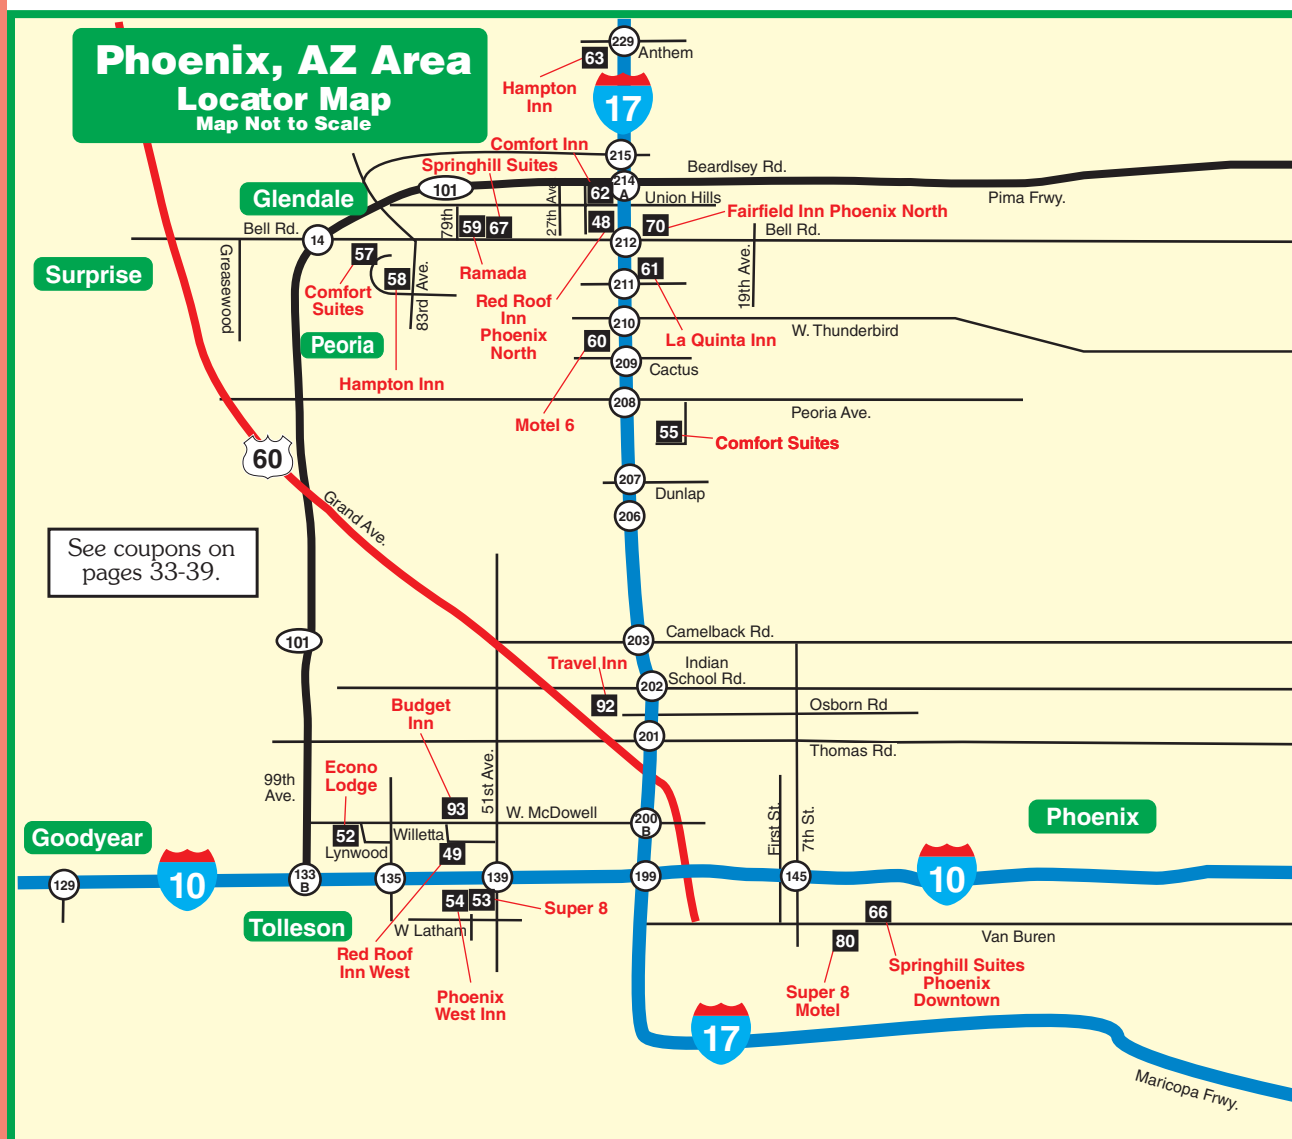 Phoenix, AZ Area
Locator Map
Map Not to Scale
229
Anthem
63
Hampton
Inn
17
Comfort Inn
215
Springhill Suites
Beardlsey Rd.
101
214
A
62
Union Hills
Pima Frwy.
Glendale
79th
59
67
27th Ave
48
70
Fairfield Inn Phoenix North
Bell Rd.
14
212
Bell Rd.
Surprise
Greasewood
57
58
83rd Ave.
Ramada
61
211
19th Ave.
Comfort
Suites
Red Roof
Inn
Phoenix
North
210
W. Thunderbird
La Quinta Inn
Peoria
60
209
Cactus
Hampton Inn
208
Peoria Ave.
Motel 6
55
Comfort Suites
60
207
Dunlap
Grand Ave.
206
See coupons on
pages 33-39.
101
203
Camelback Rd.
Travel Inn
Indian
School Rd.
202
92
Osborn Rd
Budget
Inn
201
Thomas Rd.
99th
Ave.
Econo
Lodge
51st Ave.
93
W. McDowell
200
B
First St.
7th St.
Phoenix
Goodyear
52
Willetta
Lynwood
49
129
10
133
B
135
139
199
145
10
54
53
Super 8
Tolleson
W Latham
66
80
Van Buren
Red Roof
Inn West
Springhill Suites
Phoenix
Downtown
Phoenix
West Inn
Super 8
Motel
17
Maricopa Frwy.